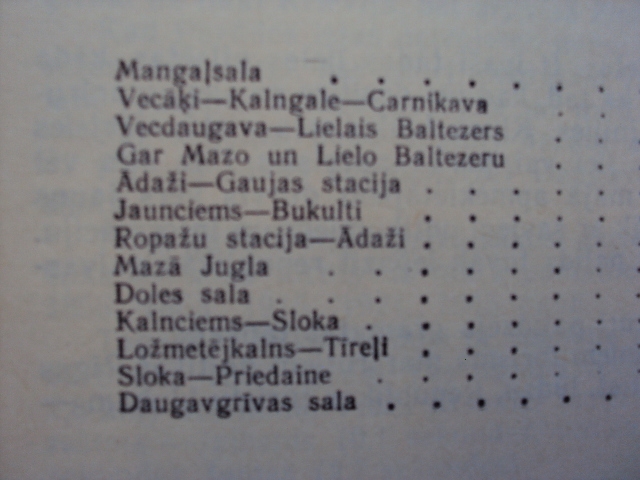 Mangaļsala . . . . . . .
Vecāķi—Kalngale—Carnikava . .
Vecdaugava—Lielais Baltezers . .
Gar Mazo un Lielo Baltezeru . .
Ādaži—Gaujas stacija . . . . .
Jaunciems—Bukulti . . . . .
Ropažu stacija—Ādaži . . . . .
Mazā Jugla . . . . . . .
Doles sala . . . . . . . . .
Kalnciems—Sloka . . . . . . .
Ložmetējkalns—Tīreļi . . . . .
Sloka—Priedaine . . . . . .
Daugavgrīvas sala . . . . . .